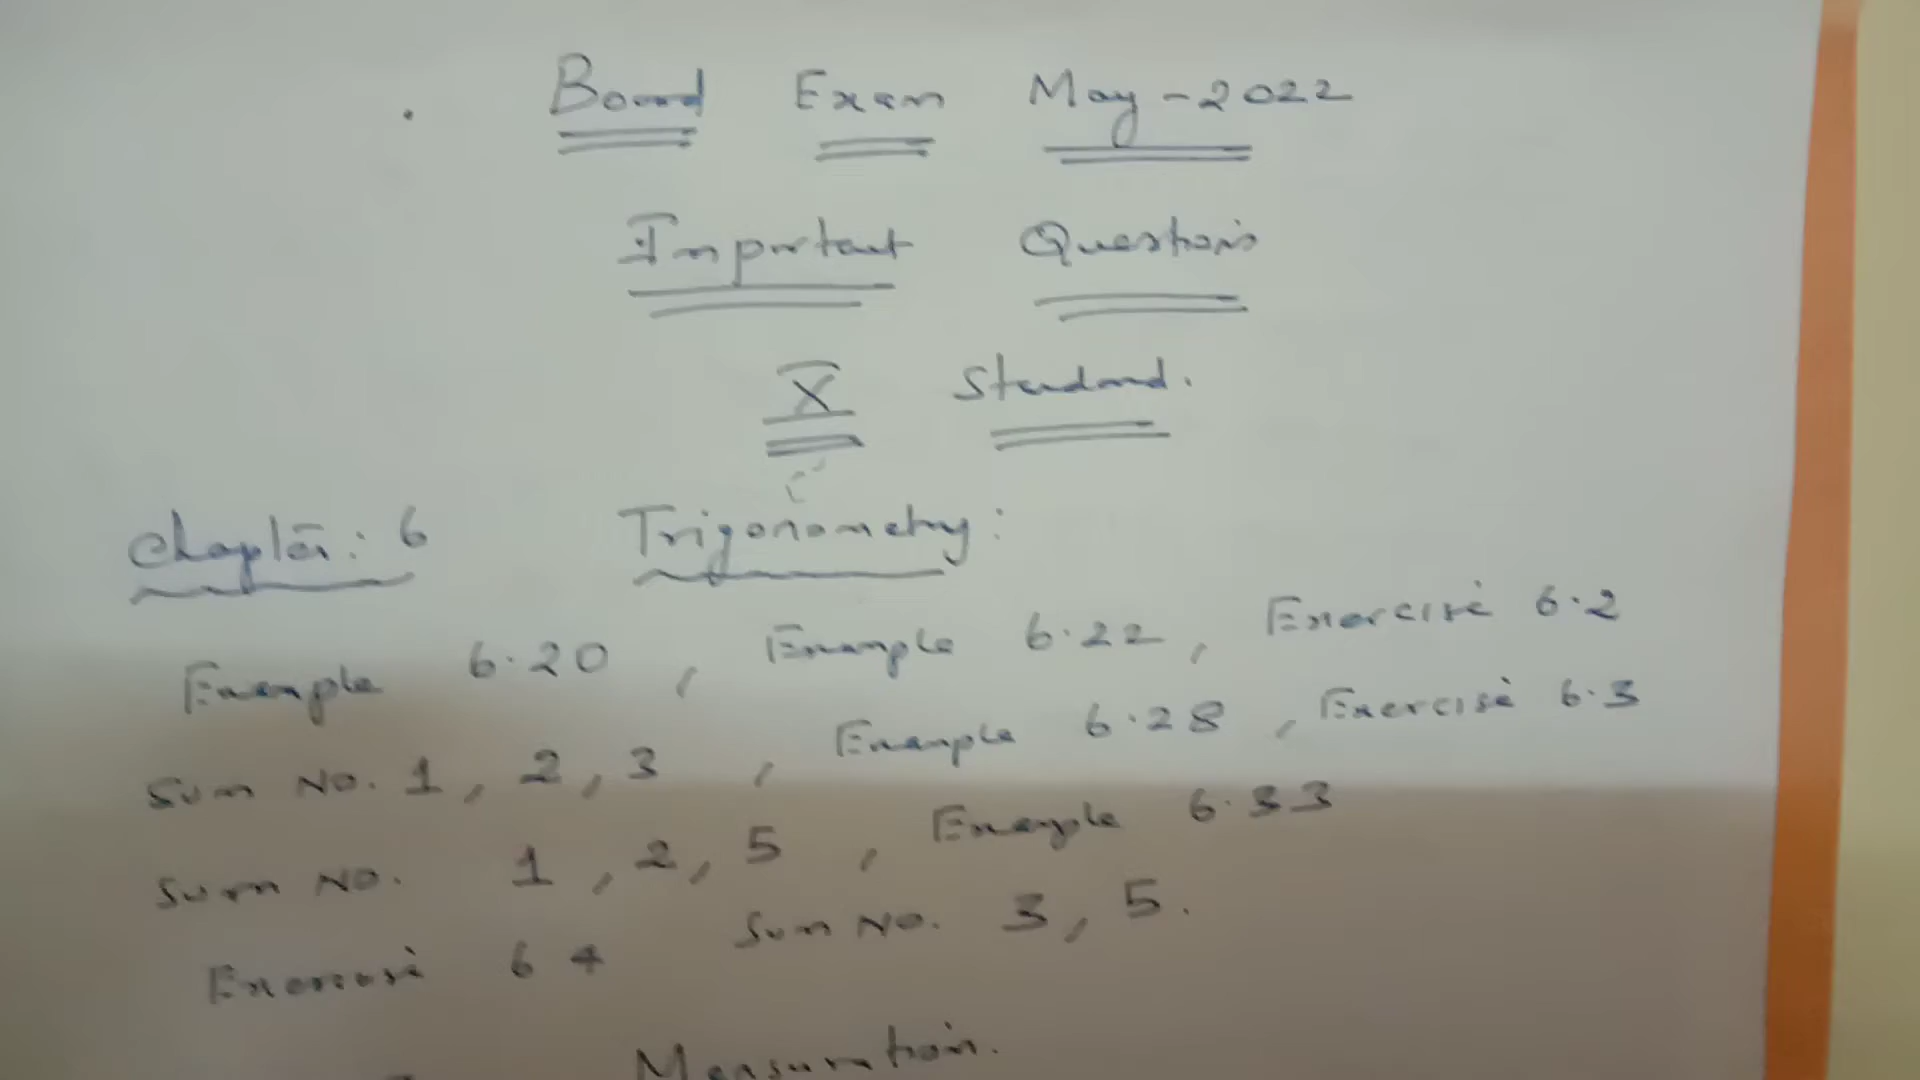 Board Exam May-2022
Important Questions
X Standard.
Chapter: 6 Trigonometry:
Example 6.20, Example 6.22, Exercise 6.2
Sum No. 1, 2, 3, Example 6.28, Exercise 6.3
Sum No. 1, 2, 5, Example 6.33
Exercise 6.4 Sum No. 3, 5.
Mensuration.